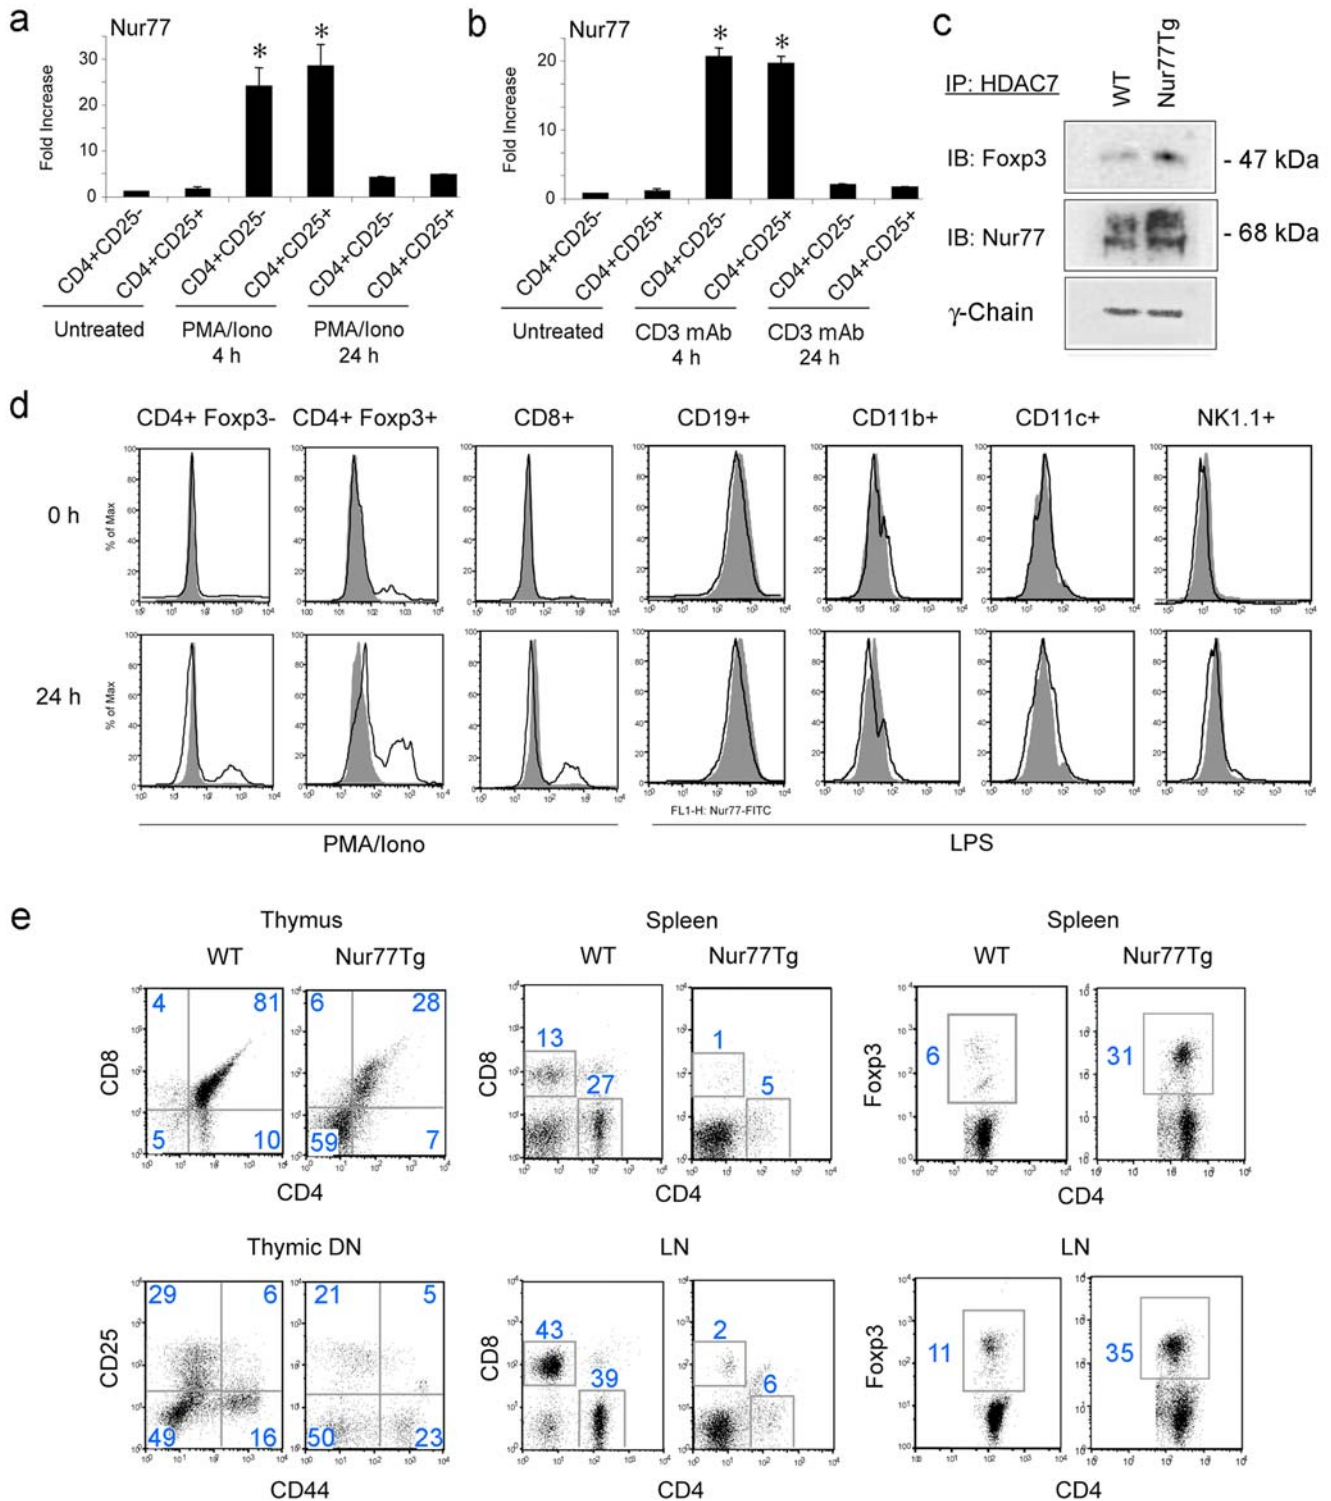 a
Nur77
Fold Increase
30
20
10
0
*
*
CD4+CD25-
CD4+CD25+
CD4+CD25-
CD4+CD25+
CD4+CD25-
CD4+CD25+
Untreated
PMA/Iono
4 h
PMA/Iono
24 h
b
Nur77
Fold Increase
20
10
0
*
*
CD4+CD25-
CD4+CD25+
CD4+CD25-
CD4+CD25+
CD4+CD25-
CD4+CD25+
Untreated
CD3 mAb
4 h
CD3 mAb
24 h
c
IP: HDAC7
WT
Nur77Tg
IB: Foxp3
- 47 kDa
IB: Nur77
- 68 kDa
γ-Chain
d
CD4+ Foxp3-
CD4+ Foxp3+
CD8+
CD19+
CD11b+
CD11c+
NK1.1+
0 h
% of Max
24 h
% of Max
FL1-H: Nur77-FITC
PMA/Iono
LPS
e
Thymus
WT
Nur77Tg
CD8
4
81
5
10
6
28
59
7
CD4
Spleen
WT
Nur77Tg
CD8
13
27
1
5
CD4
Spleen
WT
Nur77Tg
Foxp3
6
31
CD4
Thymic DN
CD25
29
6
49
16
21
5
50
23
CD44
LN
CD8
43
39
2
6
CD4
LN
Foxp3
11
35
CD4